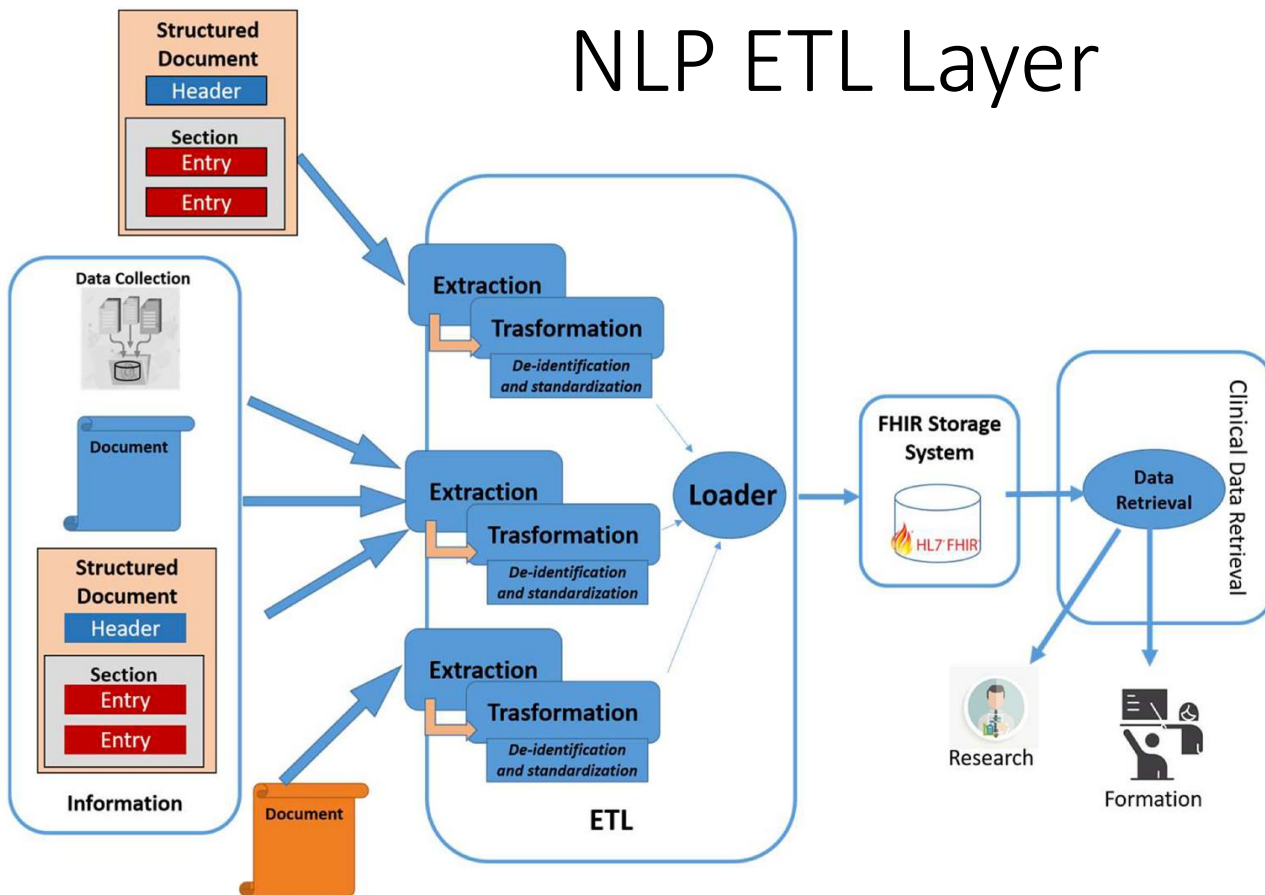 NLP ETL Layer
Structured
Document
Header
Section
Entry
Entry
Data Collection
Document
Structured
Document
Header
Section
Entry
Entry
Information
Document
Extraction
Trasformation
De-identification
and standardization
Extraction
Trasformation
De-identification
and standardization
Extraction
Trasformation
De-identification
and standardization
Loader
ETL
FHIR Storage
System
HL7 FHIR
Clinical Data Retrieval
Data
Retrieval
Research
Formation